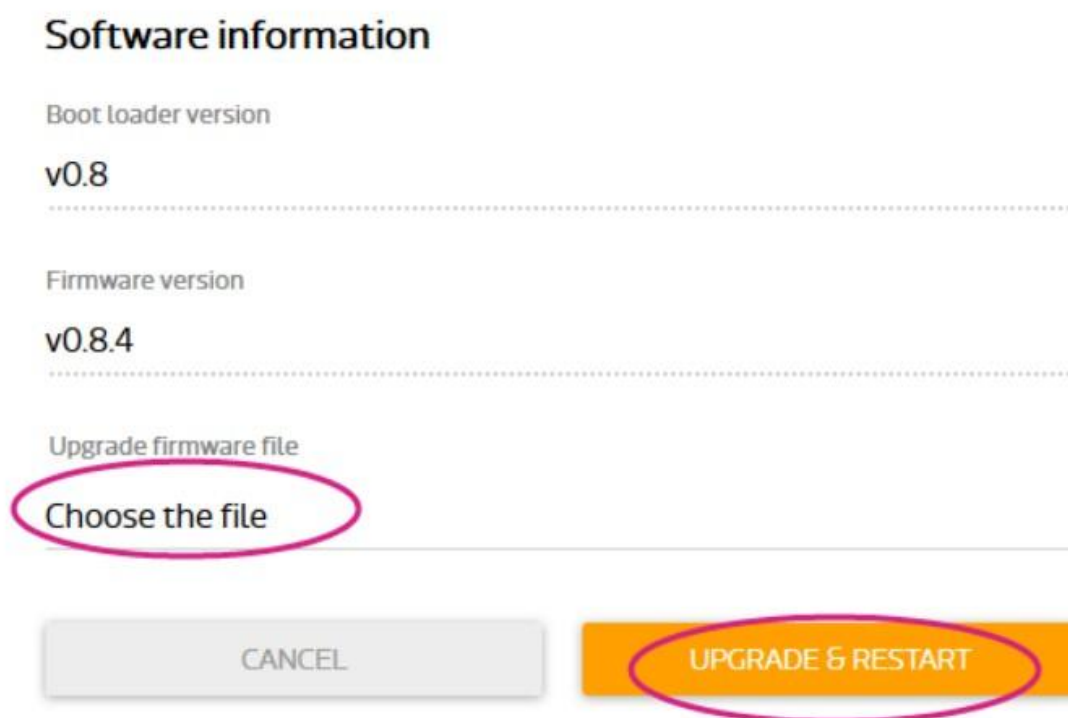 Software information
Boot loader version
v0.8
Firmware version
v0.8.4
Upgrade firmware file
Choose the file
CANCEL
UPGRADE & RESTART